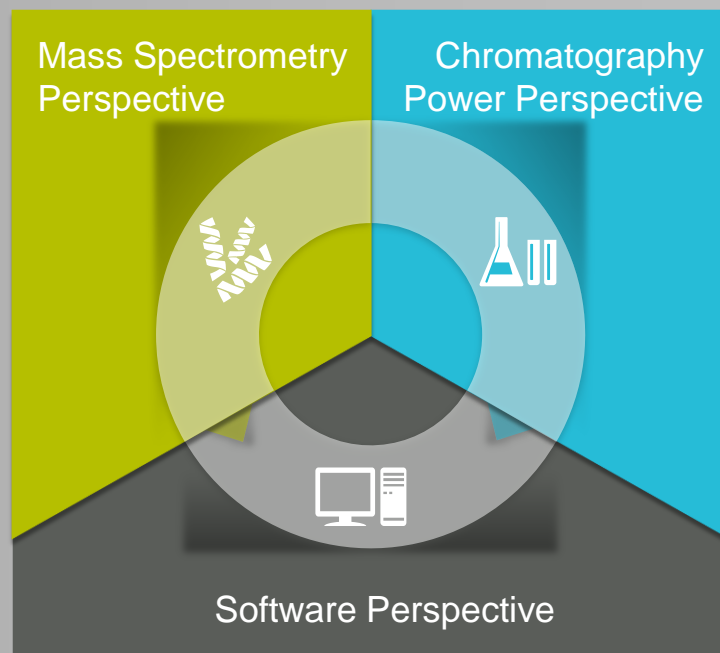 Mass Spectrometry
Perspective
Chromatography
Power Perspective
Software Perspective